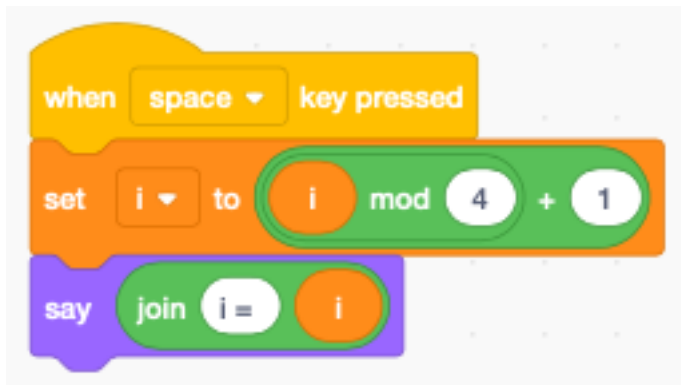 when space key pressed
set i to i mod 4 + 1
say join i = i